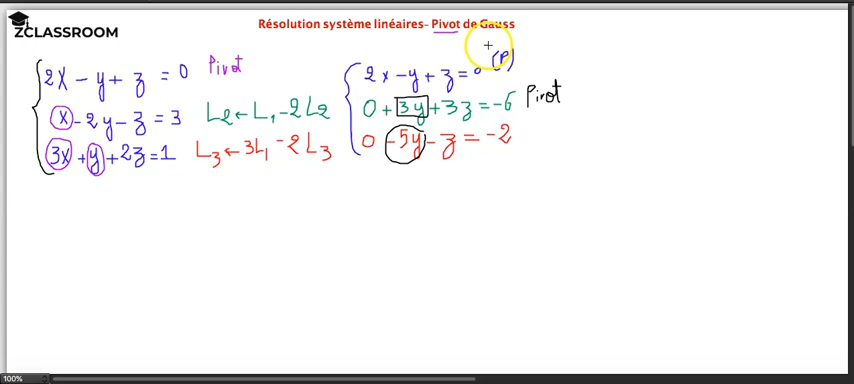 Résolution système linéaires- Pivot de Gauss
ZCLASSROOM
2x - y + z = 0 Pivot
x - 2y - z = 3 L2 ← L1 - 2L2
3x + y + 2z = 1 L3 ← 3L1 - 2L3
2x - y + z = 0 (P)
0 + 3y + 3z = -6 Pivot
0 - 5y - z = -2
100%